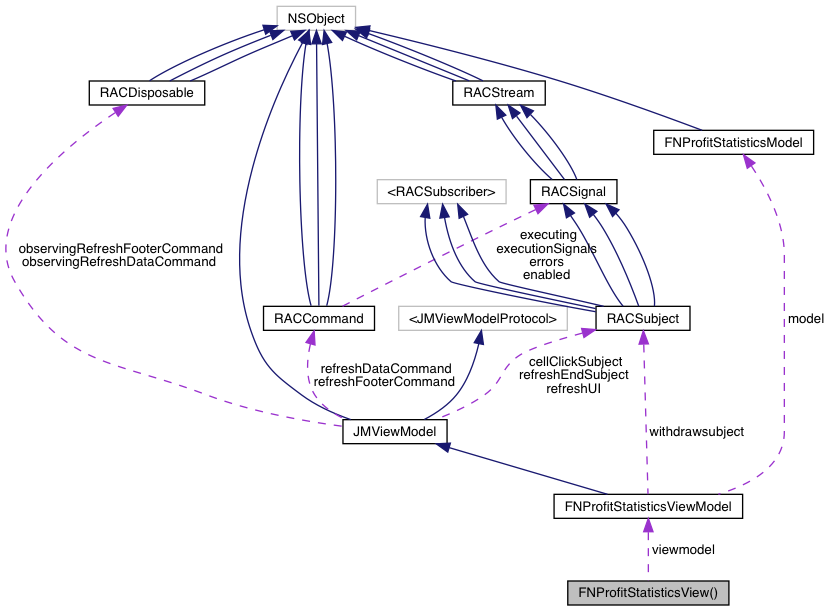 NSObject
RACDisposable
RACStream
FNProfitStatisticsModel
<RACSubscriber>
RACSignal
observingRefreshFooterCommand
observingRefreshDataCommand
executing
executionSignals
errors
enabled
RACCommand
<JMViewModelProtocol>
RACSubject
model
refreshDataCommand
refreshFooterCommand
cellClickSubject
refreshEndSubject
refreshUI
JMViewModel
withdrawsubject
FNProfitStatisticsViewModel
viewmodel
FNProfitStatisticsView()